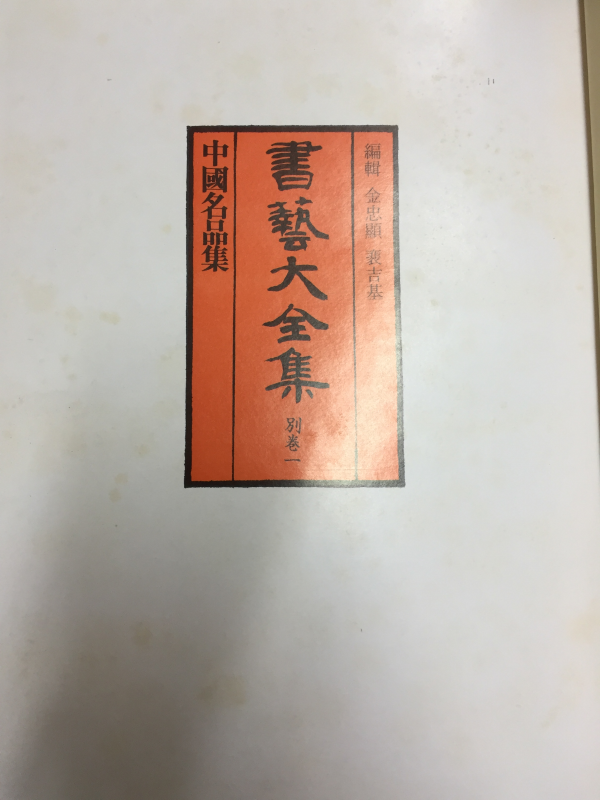 編輯 金忠顯 裵吉基
書藝大全集 別巻一
中國名品集